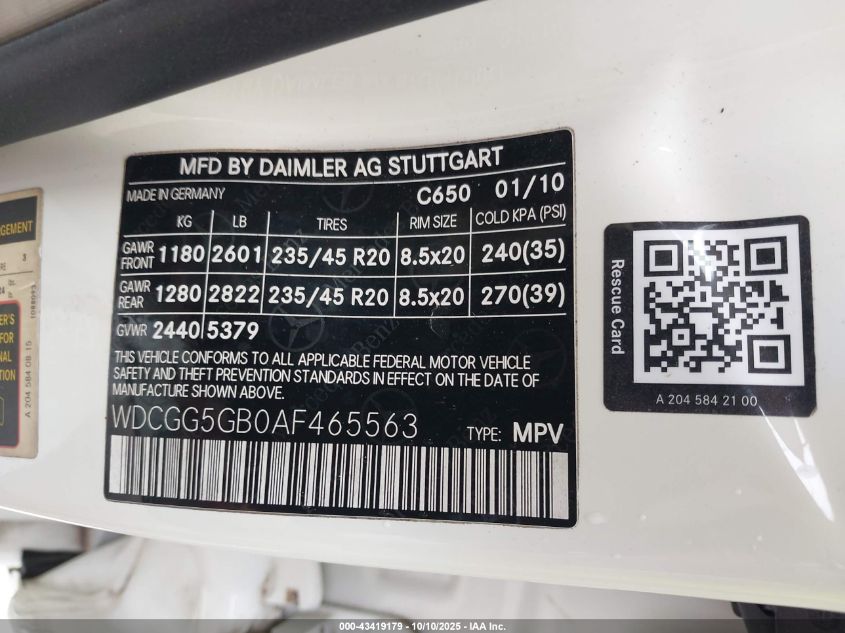 MFD BY DAIMLER AG STUTTGART
MADE IN GERMANY C650 01/10
KG LB TIRES RIM SIZE COLD KPA (PSI)
GAWR FRONT 1180 2601 235/45 R20 8.5x20 240(35)
GAWR REAR 1280 2822 235/45 R20 8.5x20 270(39)
GVWR 2440 5379
THIS VEHICLE CONFORMS TO ALL APPLICABLE FEDERAL MOTOR VEHICLE
SAFETY AND THEFT PREVENTION STANDARDS IN EFFECT ON THE DATE OF
MANUFACTURE SHOWN ABOVE.
WDCGG5GB0AF465563 TYPE: MPV
Rescue Card
A 204 584 21 00
A 204 584 08 15
000-43419179 - 10/10/2025 - IAA Inc.